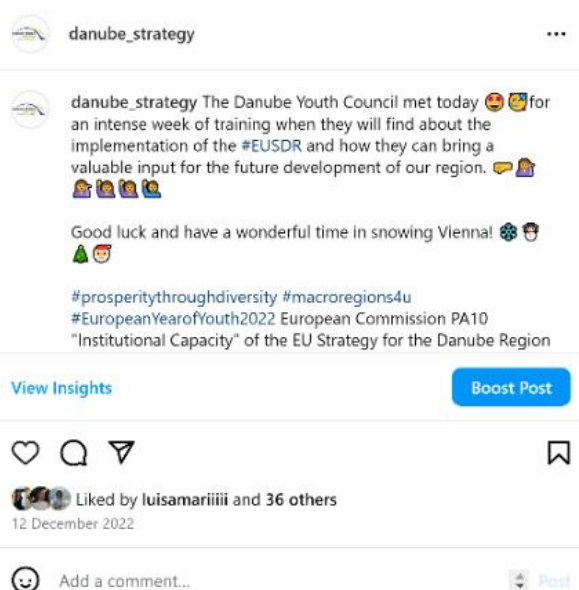 danube_strategy
danube_strategy The Danube Youth Council met today 😍🥳for
an intense week of training when they will find about the
implementation of the #EUSDR and how they can bring a
valuable input for the future development of our region. 🤛💁
💁🙋🙋🙋
Good luck and have a wonderful time in snowing Vienna! ❄️☃️
🎄🎅
#prosperitythroughdiversity #macroregions4u
#EuropeanYearofYouth2022 European Commission PA10
"Institutional Capacity" of the EU Strategy for the Danube Region
View Insights
Boost Post
Liked by luisamariiiii and 36 others
12 December 2022
Add a comment...
Post